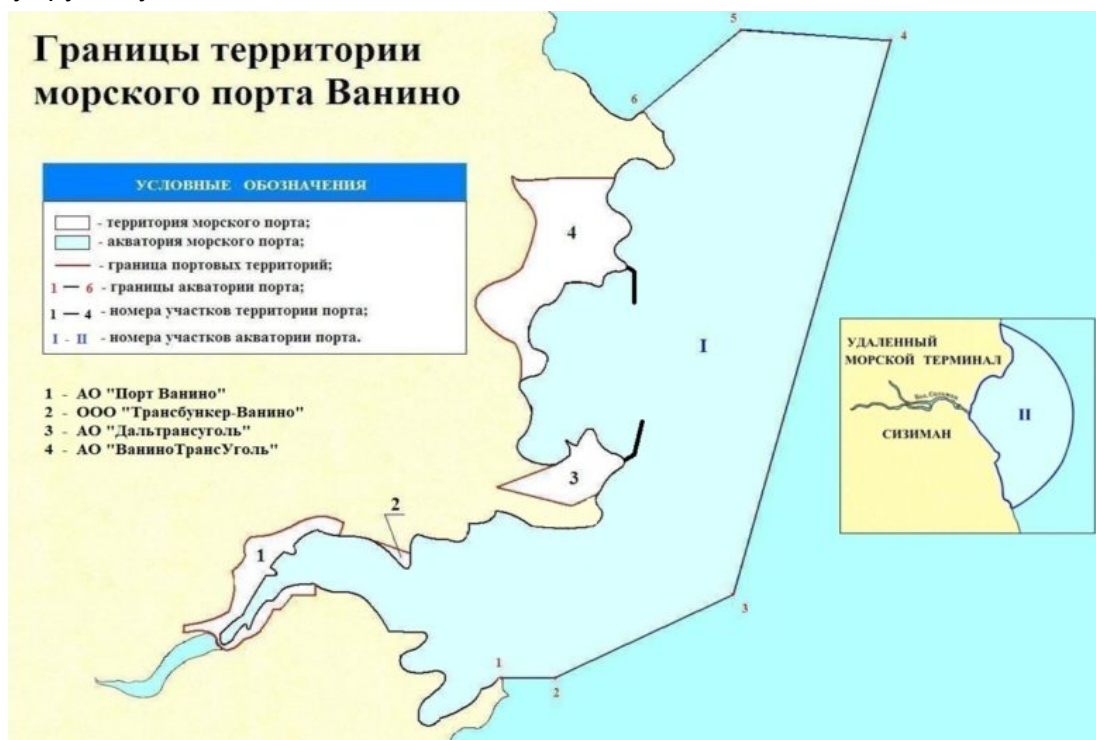 Границы территории
морского порта Ванино
УСЛОВНЫЕ ОБОЗНАЧЕНИЯ
- территория морского порта;
- акватория морского порта;
- граница портовых территорий;
1 — 6 - границы акватории порта;
1 — 4 - номера участков территории порта;
I - II - номера участков акватории порта.
1 - АО "Порт Ванино"
2 - ООО "Трансбункер-Ванино"
3 - АО "Дальтрансуголь"
4 - АО "ВаниноТрансУголь"
5
4
6
4
I
3
2
1
3
1
2
УДАЛЕННЫЙ
МОРСКОЙ ТЕРМИНАЛ
II
СИЗИМАН